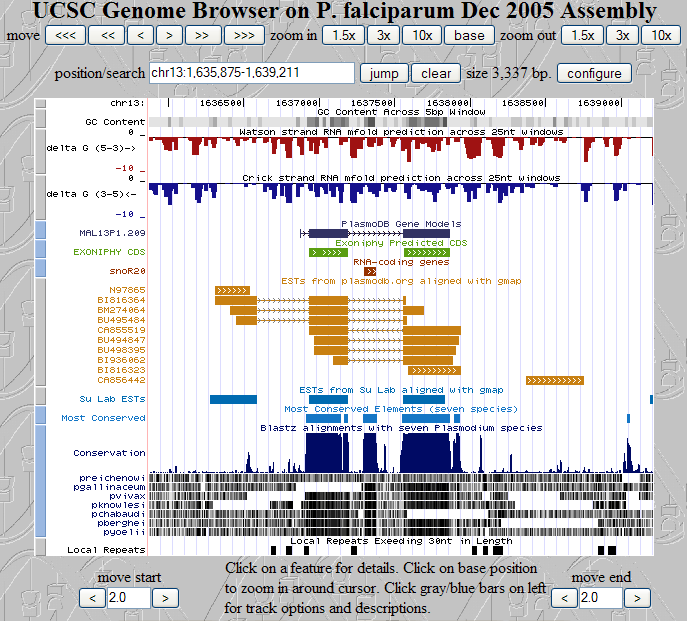 UCSC Genome Browser on P. falciparum Dec 2005 Assembly
move <<< << < > >> >>> zoom in 1.5x 3x 10x base zoom out 1.5x 3x 10x
position/search chr13:1,635,875-1,639,211 jump clear size 3,337 bp. configure
chr13: 1636500 1637000 1637500 1638000 1638500 1639000
GC Content Across 5bp Window
GC Content
Watson strand RNA mfold prediction across 25nt windows
0 _
delta G (5-3)->
-10 _
Crick strand RNA mfold prediction across 25nt windows
0 _
delta G (3-5)<-
-10 _
PlasmoDB Gene Models
MAL13P1.209
Exoniphy Predicted CDS
EXONIPHY CDS
RNA-coding genes
snoR20
ESTs from plasmodb.org aligned with gmap
N97865
BI816364
BM274064
BU495484
CA855519
BU494847
BU498395
BI936062
BI816323
CA856442
ESTs from Su Lab aligned with gmap
Su Lab ESTs
Most Conserved Elements (seven species)
Most Conserved
Blastz alignments with seven Plasmodium species
Conservation
preichenowi
pgallinaceum
pvivax
pknowlesi
pchabaudi
pberghei
pyoelii
Local Repeats Exeeding 30nt in Length
Local Repeats
move start
< 2.0 >
Click on a feature for details. Click on base position
to zoom in around cursor. Click gray/blue bars on left
for track options and descriptions.
move end
< 2.0 >